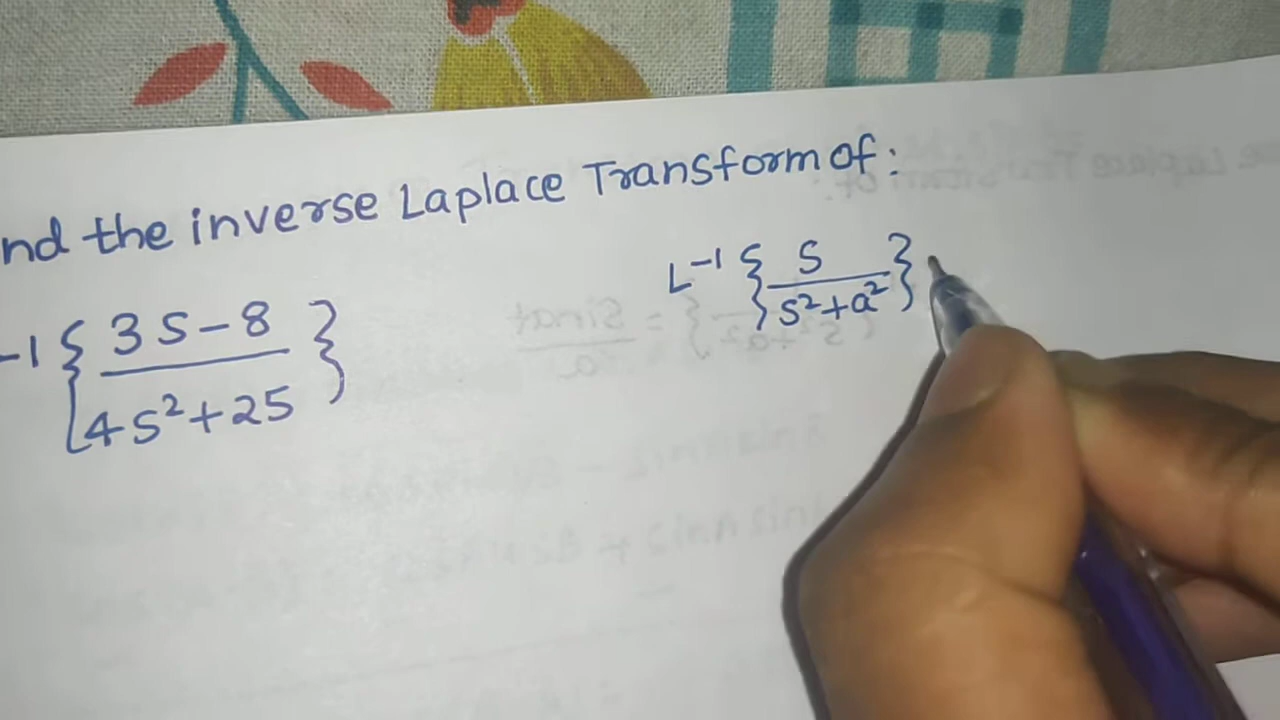 nd the inverse Laplace Transform of:
L⁻¹{s/(s²+a²)}
-1{(3s-8)/(4s²+25)}